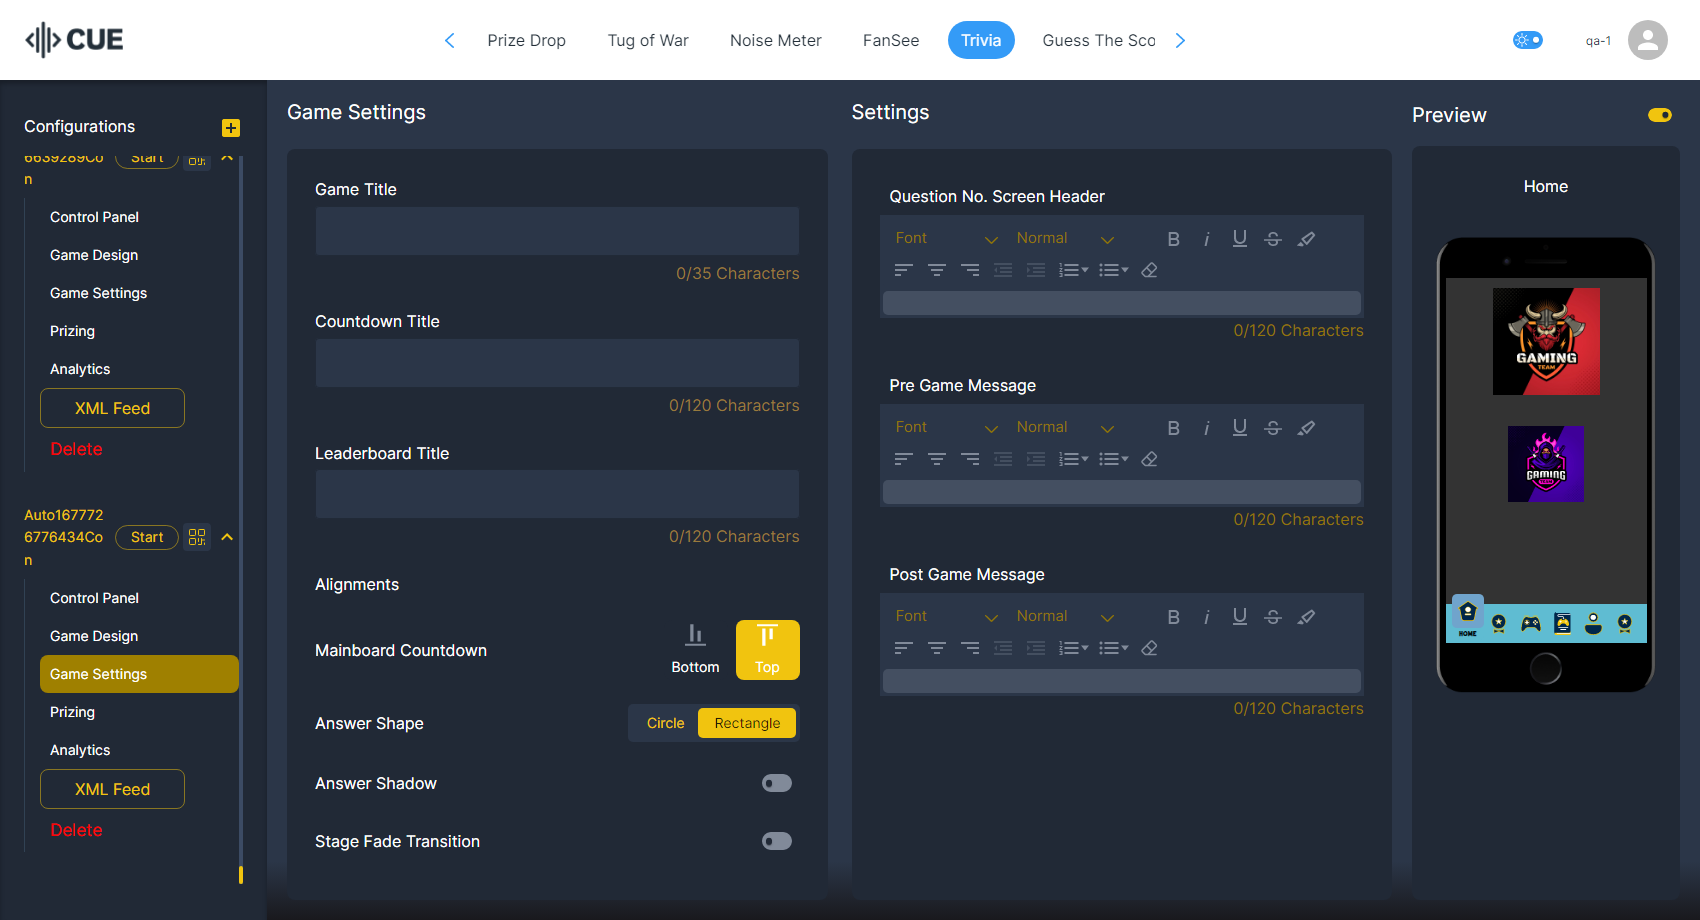 CUE
Prize Drop
Tug of War
Noise Meter
FanSee
Trivia
Guess The Sco
qa-1
Configurations
6639289Co
n
Start
Control Panel
Game Design
Game Settings
Prizing
Analytics
XML Feed
Delete
Auto167772
6776434Co
n
Start
Control Panel
Game Design
Game Settings
Prizing
Analytics
XML Feed
Delete
Game Settings
Game Title
0/35 Characters
Countdown Title
0/120 Characters
Leaderboard Title
0/120 Characters
Alignments
Mainboard Countdown
Bottom
Top
Answer Shape
Circle
Rectangle
Answer Shadow
Stage Fade Transition
Settings
Question No. Screen Header
Font
Normal
0/120 Characters
Pre Game Message
Font
Normal
0/120 Characters
Post Game Message
Font
Normal
0/120 Characters
Preview
Home
GAMING
TEAM
GAMING
TEAM
HOME